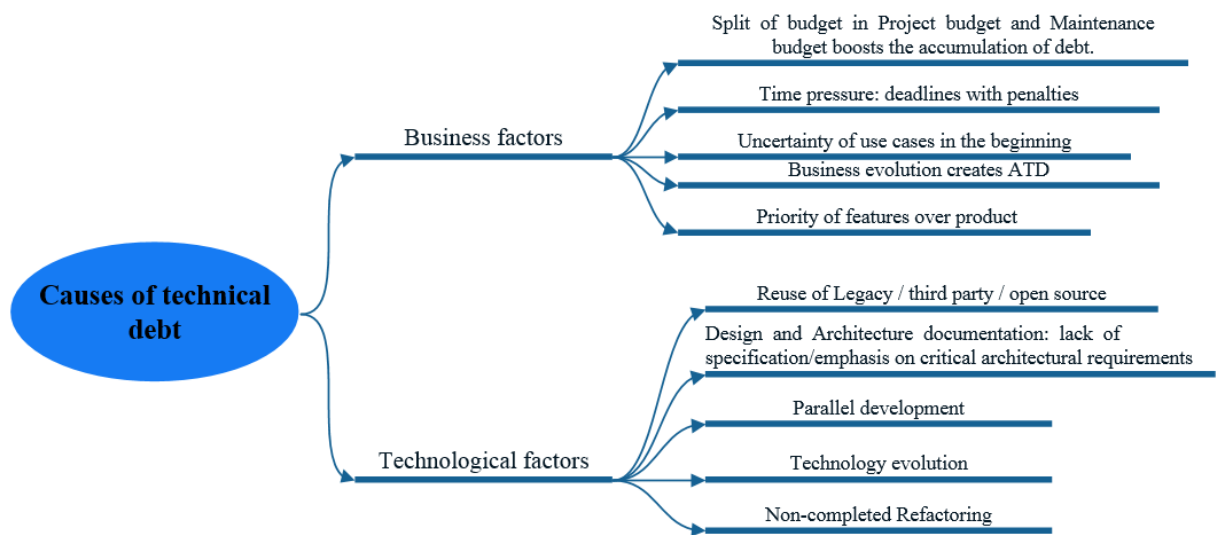 Split of budget in Project budget and Maintenance
budget boosts the accumulation of debt.
Time pressure: deadlines with penalties
Business factors
Uncertainty of use cases in the beginning
Business evolution creates ATD
Priority of features over product
Causes of technical
debt
Reuse of Legacy / third party / open source
Design and Architecture documentation: lack of
specification/emphasis on critical architectural requirements
Parallel development
Technological factors
Technology evolution
Non-completed Refactoring